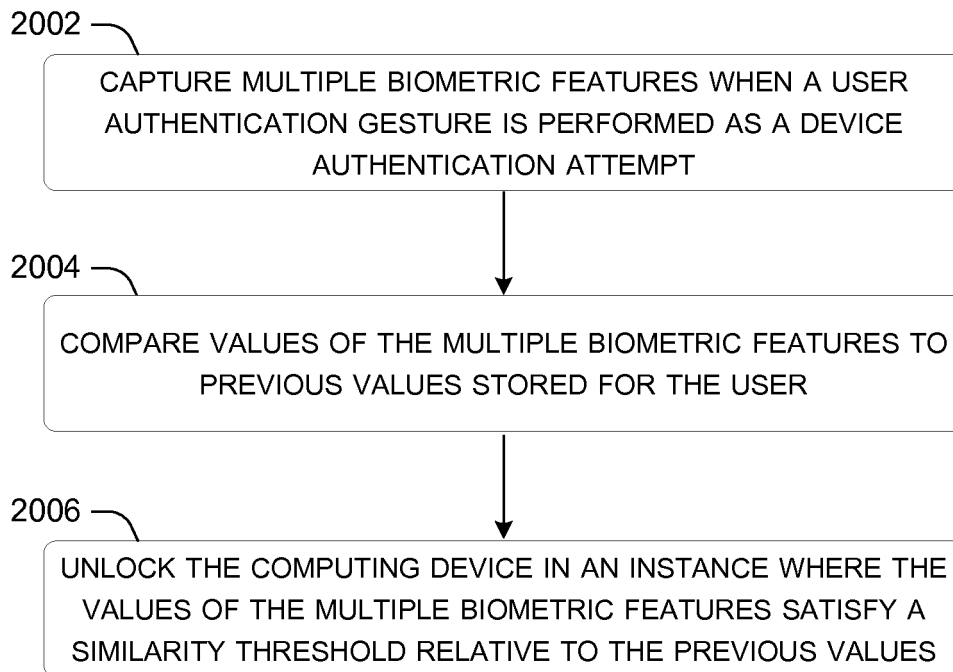 2002
CAPTURE MULTIPLE BIOMETRIC FEATURES WHEN A USER
AUTHENTICATION GESTURE IS PERFORMED AS A DEVICE
AUTHENTICATION ATTEMPT
2004
COMPARE VALUES OF THE MULTIPLE BIOMETRIC FEATURES TO
PREVIOUS VALUES STORED FOR THE USER
2006
UNLOCK THE COMPUTING DEVICE IN AN INSTANCE WHERE THE
VALUES OF THE MULTIPLE BIOMETRIC FEATURES SATISFY A
SIMILARITY THRESHOLD RELATIVE TO THE PREVIOUS VALUES